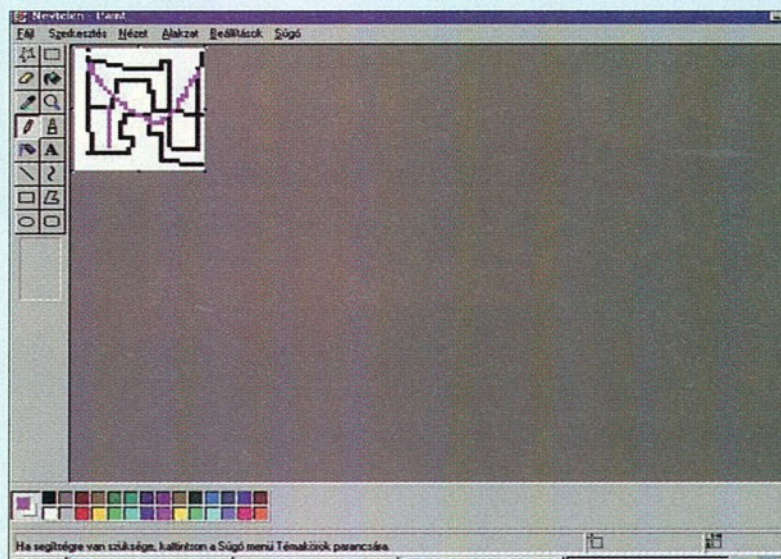 Névtelen - Paint
Fájl Szerkesztés Nézet Alakzat Beállítások Súgó
A
Ha segítségre van szüksége, kattintson a Súgó menü Témakörök parancsára.